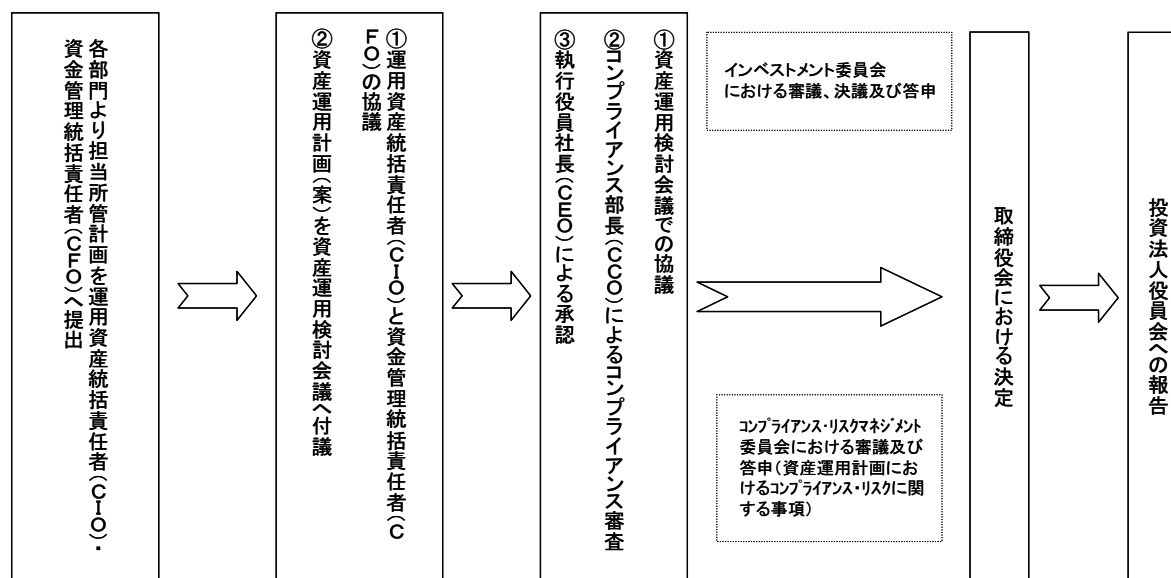 各部門より担当所管計画を運用資産統括責任者（CIO）・
資金管理統括責任者（CFO）へ提出
①運用資産統括責任者（CIO）と資金管理統括責任者（C
FO）の協議
②資産運用計画（案）を資産運用検討会議へ付議
①資産運用検討会議での協議
②コンプライアンス部長（CCO）によるコンプライアンス審査
③執行役員社長（CEO）による承認
インベストメント委員会
における審議、決議及び答申
コンプライアンス・リスクマネジメント
委員会における審議及び
答申（資産運用計画にお
けるコンプライアンス・リスクに関
する事項）
取締役会における決定
投資法人役員会への報告